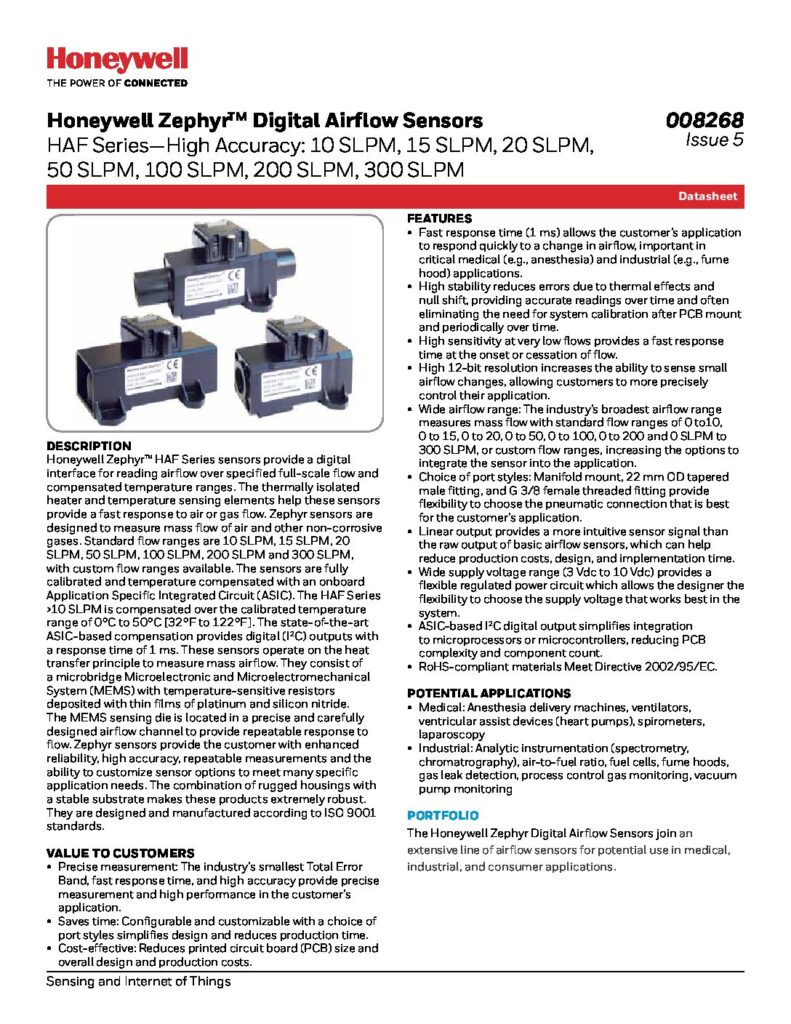 Honeywell
THE POWER OF CONNECTED
Honeywell Zephyr™ Digital Airflow Sensors
HAF Series—High Accuracy: 10 SLPM, 15 SLPM, 20 SLPM,
50 SLPM, 100 SLPM, 200 SLPM, 300 SLPM
008268
Issue 5
Datasheet
Honeywell Zephyr
DESCRIPTION
Honeywell Zephyr™ HAF Series sensors provide a digital
interface for reading airflow over specified full-scale flow and
compensated temperature ranges. The thermally isolated
heater and temperature sensing elements help these sensors
provide a fast response to air or gas flow. Zephyr sensors are
designed to measure mass flow of air and other non-corrosive
gases. Standard flow ranges are 10 SLPM, 15 SLPM, 20
SLPM, 50 SLPM, 100 SLPM, 200 SLPM and 300 SLPM,
with custom flow ranges available. The sensors are fully
calibrated and temperature compensated with an onboard
Application Specific Integrated Circuit (ASIC). The HAF Series
>10 SLPM is compensated over the calibrated temperature
range of 0°C to 50°C [32°F to 122°F]. The state-of-the-art
ASIC-based compensation provides digital (I²C) outputs with
a response time of 1 ms. These sensors operate on the heat
transfer principle to measure mass airflow. They consist of
a microbridge Microelectronic and Microelectromechanical
System (MEMS) with temperature-sensitive resistors
deposited with thin films of platinum and silicon nitride.
The MEMS sensing die is located in a precise and carefully
designed airflow channel to provide repeatable response to
flow. Zephyr sensors provide the customer with enhanced
reliability, high accuracy, repeatable measurements and the
ability to customize sensor options to meet many specific
application needs. The combination of rugged housings with
a stable substrate makes these products extremely robust.
They are designed and manufactured according to ISO 9001
standards.
VALUE TO CUSTOMERS
• Precise measurement: The industry's smallest Total Error
Band, fast response time, and high accuracy provide precise
measurement and high performance in the customer's
application.
• Saves time: Configurable and customizable with a choice of
port styles simplifies design and reduces production time.
• Cost-effective: Reduces printed circuit board (PCB) size and
overall design and production costs.
FEATURES
• Fast response time (1 ms) allows the customer's application
to respond quickly to a change in airflow, important in
critical medical (e.g., anesthesia) and industrial (e.g., fume
hood) applications.
• High stability reduces errors due to thermal effects and
null shift, providing accurate readings over time and often
eliminating the need for system calibration after PCB mount
and periodically over time.
• High sensitivity at very low flows provides a fast response
time at the onset or cessation of flow.
• High 12-bit resolution increases the ability to sense small
airflow changes, allowing customers to more precisely
control their application.
• Wide airflow range: The industry's broadest airflow range
measures mass flow with standard flow ranges of 0 to10,
0 to 15, 0 to 20, 0 to 50, 0 to 100, 0 to 200 and 0 SLPM to
300 SLPM, or custom flow ranges, increasing the options to
integrate the sensor into the application.
• Choice of port styles: Manifold mount, 22 mm OD tapered
male fitting, and G 3/8 female threaded fitting provide
flexibility to choose the pneumatic connection that is best
for the customer's application.
• Linear output provides a more intuitive sensor signal than
the raw output of basic airflow sensors, which can help
reduce production costs, design, and implementation time.
• Wide supply voltage range (3 Vdc to 10 Vdc) provides a
flexible regulated power circuit which allows the designer the
flexibility to choose the supply voltage that works best in the
system.
• ASIC-based I²C digital output simplifies integration
to microprocessors or microcontrollers, reducing PCB
complexity and component count.
• RoHS-compliant materials Meet Directive 2002/95/EC.
POTENTIAL APPLICATIONS
• Medical: Anesthesia delivery machines, ventilators,
ventricular assist devices (heart pumps), spirometers,
laparoscopy
• Industrial: Analytic instrumentation (spectrometry,
chromatography), air-to-fuel ratio, fuel cells, fume hoods,
gas leak detection, process control gas monitoring, vacuum
pump monitoring
PORTFOLIO
The Honeywell Zephyr Digital Airflow Sensors join an
extensive line of airflow sensors for potential use in medical,
industrial, and consumer applications.
Sensing and Internet of Things